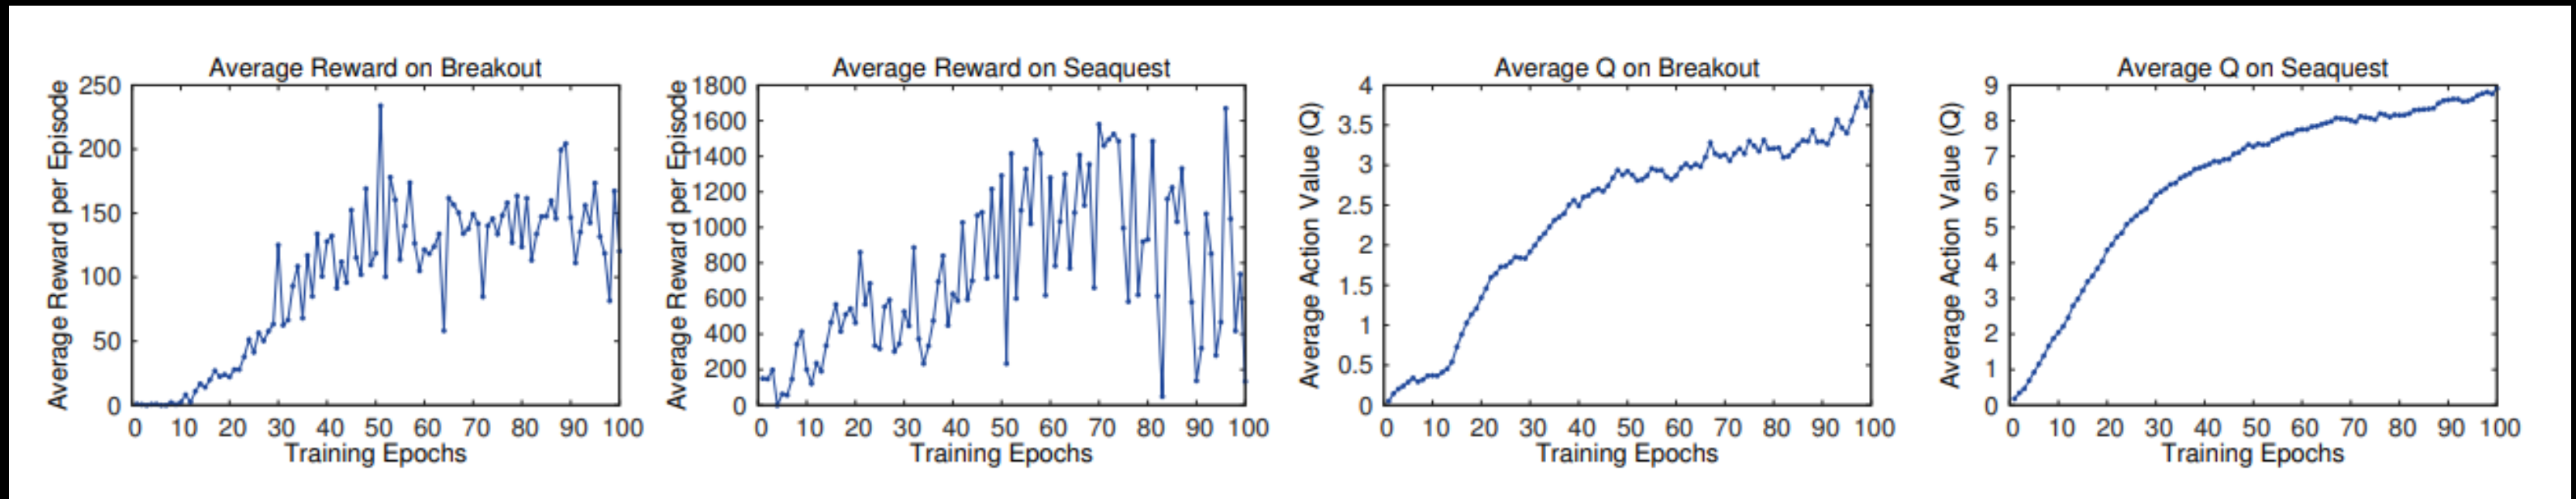 Average Reward on Breakout
Average Reward per Episode
250
200
150
100
50
0
0 10 20 30 40 50 60 70 80 90 100
Training Epochs
Average Reward on Seaquest
Average Reward per Episode
1800
1600
1400
1200
1000
800
600
400
200
0
0 10 20 30 40 50 60 70 80 90 100
Training Epochs
Average Q on Breakout
Average Action Value (Q)
4
3.5
3
2.5
2
1.5
1
0.5
0
0 10 20 30 40 50 60 70 80 90 100
Training Epochs
Average Q on Seaquest
Average Action Value (Q)
9
8
7
6
5
4
3
2
1
0
0 10 20 30 40 50 60 70 80 90 100
Training Epochs